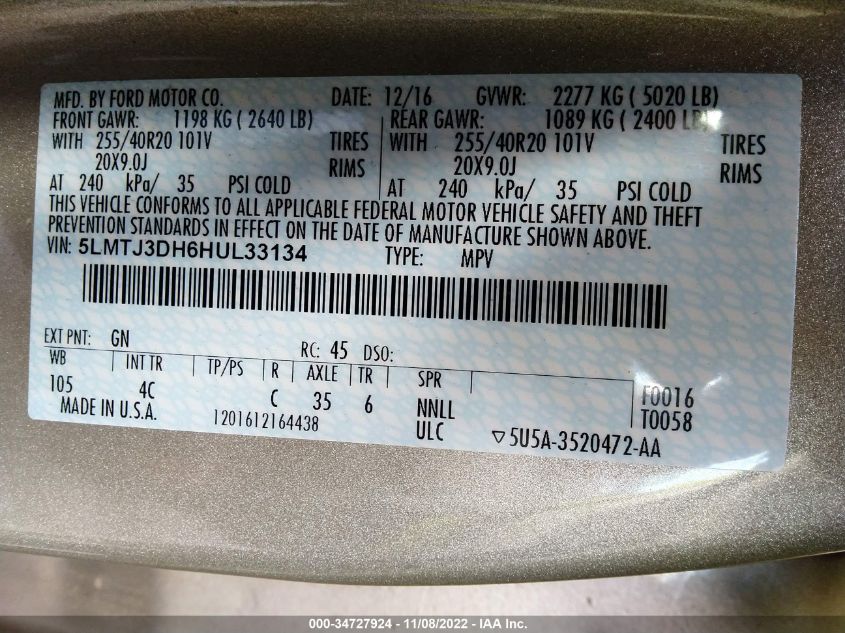 MFD. BY FORD MOTOR CO. DATE: 12/16 GVWR: 2277 KG ( 5020 LB)
FRONT GAWR: 1198 KG ( 2640 LB) REAR GAWR: 1089 KG ( 2400 LB)
WITH 255/40R20 101V TIRES WITH 255/40R20 101V TIRES
20X9.0J RIMS 20X9.0J RIMS
AT 240 kPa/ 35 PSI COLD AT 240 kPa/ 35 PSI COLD
THIS VEHICLE CONFORMS TO ALL APPLICABLE FEDERAL MOTOR VEHICLE SAFETY AND THEFT
PREVENTION STANDARDS IN EFFECT ON THE DATE OF MANUFACTURE SHOWN ABOVE.
VIN: 5LMTJ3DH6HUL33134 TYPE: MPV
EXT PNT: GN RC: 45 DSO:
WB INT TR TP/PS R AXLE TR SPR F0016
105 4C C 35 6 NNLL T0058
MADE IN U.S.A. 1201612164438 ULC ▽5U5A-3520472-AA
000-34727924 - 11/08/2022 - IAA Inc.